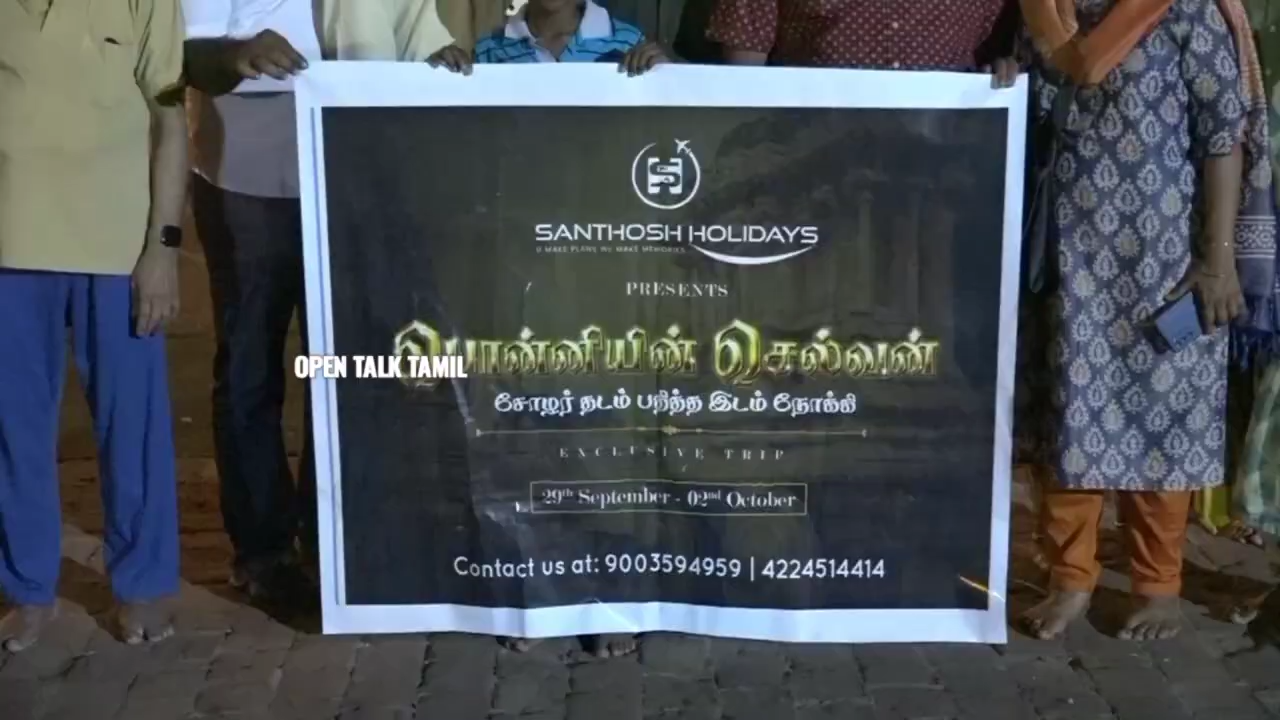 SANTHOSH HOLIDAYS
U MAKE PLANS WE MAKE MEMORIES
PRESENTS
பொன்னியின் செல்வன்
OPEN TALK TAMIL
சோழர் தடம் பதித்த இடம் நோக்கி
EXCLUSIVE TRIP
29th September - 02nd October
Contact us at: 9003594959 | 4224514414